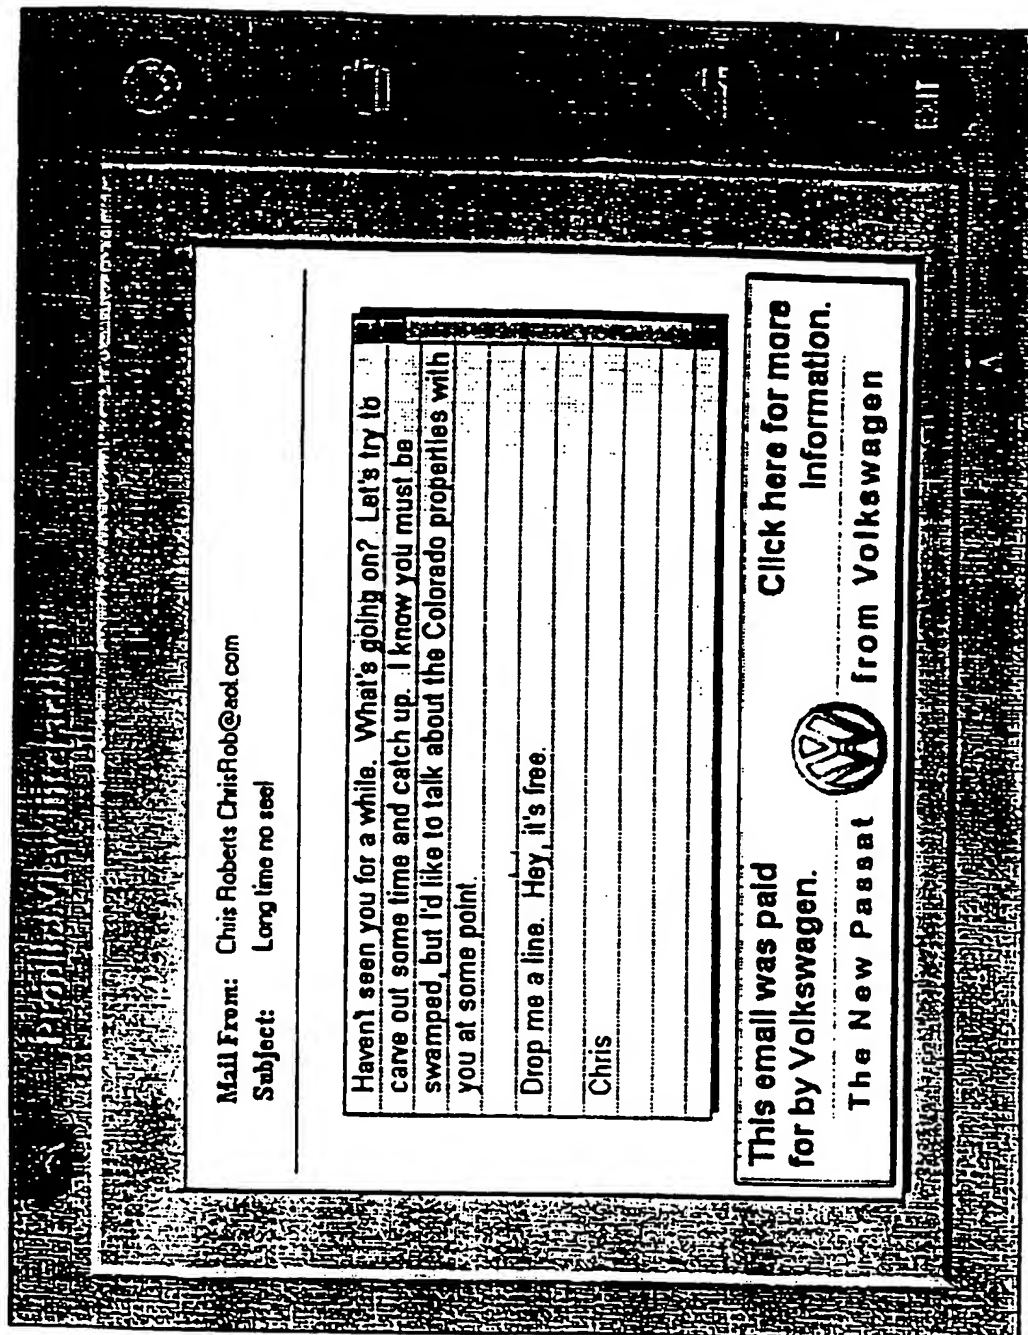 Mail From: Chris Roberts ChrisRob@aol.com
Subject: Long time no see!
Haven't seen you for a while. What's going on? Let's try to
carve out some time and catch up. I know you must be
swamped, but I'd like to talk about the Colorado properties with
you at some point.
Drop me a line. Hey, it's free.
Chris
This email was paid
for by Volkswagen.
Click here for more
Information.
The New Passat from Volkswagen
EXIT